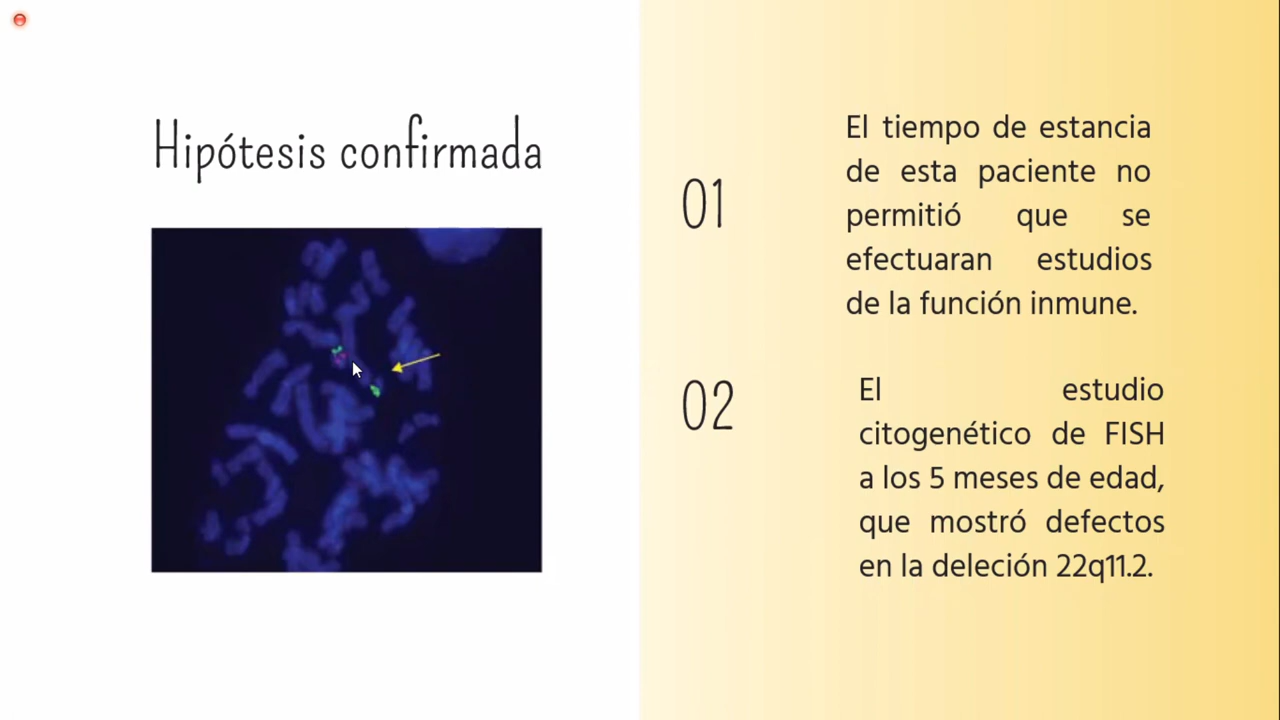 Hipótesis confirmada
01
El tiempo de estancia
de esta paciente no
permitió que se
efectuaran estudios
de la función inmune.
02
El estudio
citogenético de FISH
a los 5 meses de edad,
que mostró defectos
en la deleción 22q11.2.